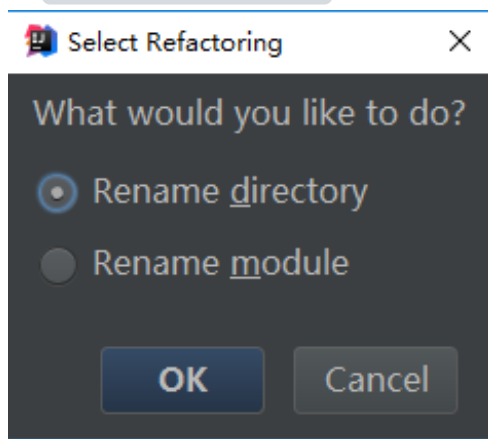 Select Refactoring
What would you like to do?
Rename directory
Rename module
OK Cancel